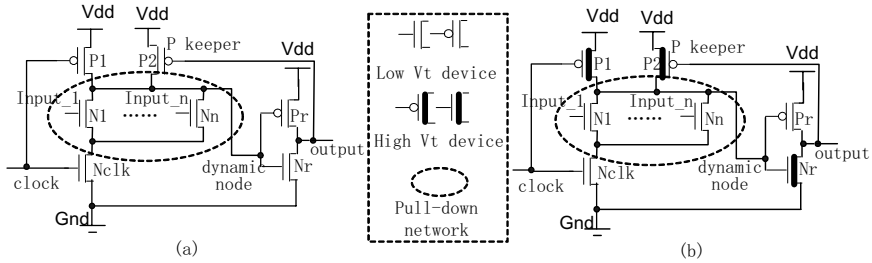 Vdd
Vdd
P keeper
P1
P2
Input_1
Input_n
N1
......
Nn
Pr
clock
Nclk
dynamic
node
Nr
output
Gnd
(a)
Low Vt device
High Vt device
Pull-down
network
Vdd
Vdd
P keeper
P1
P2
Input_1
Input_n
N1
......
Nn
Pr
clock
Nclk
dynamic
node
Nr
output
Gnd
(b)